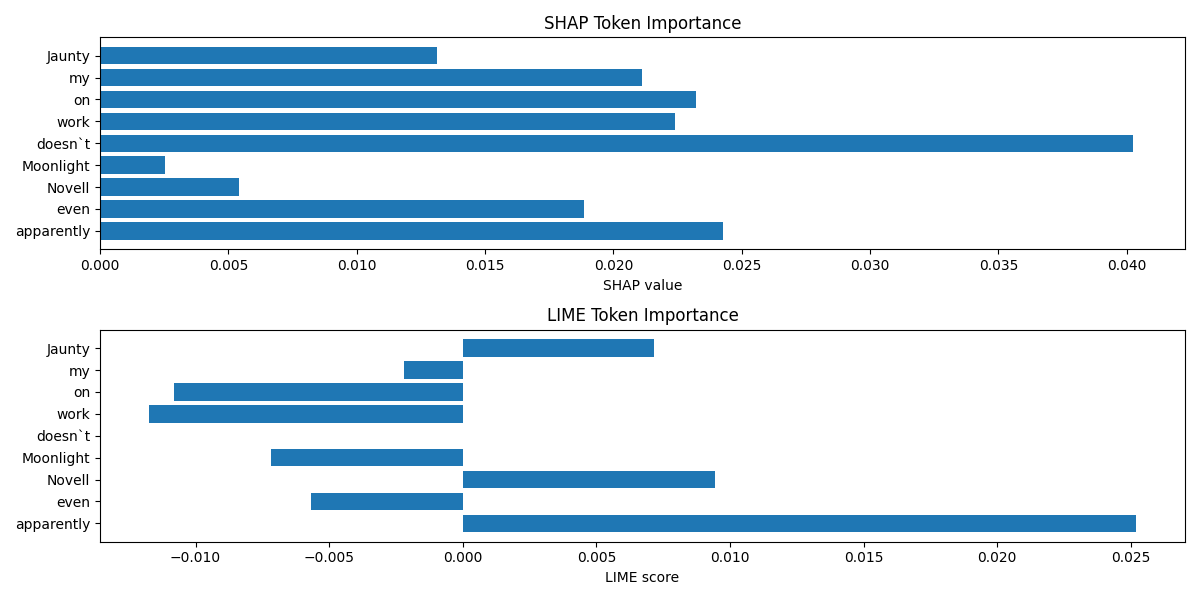 SHAP Token Importance
Jaunty
my
on
work
doesn`t
Moonlight
Novell
even
apparently
0.000 0.005 0.010 0.015 0.020 0.025 0.030 0.035 0.040
SHAP value
LIME Token Importance
Jaunty
my
on
work
doesn`t
Moonlight
Novell
even
apparently
−0.010 −0.005 0.000 0.005 0.010 0.015 0.020 0.025
LIME score